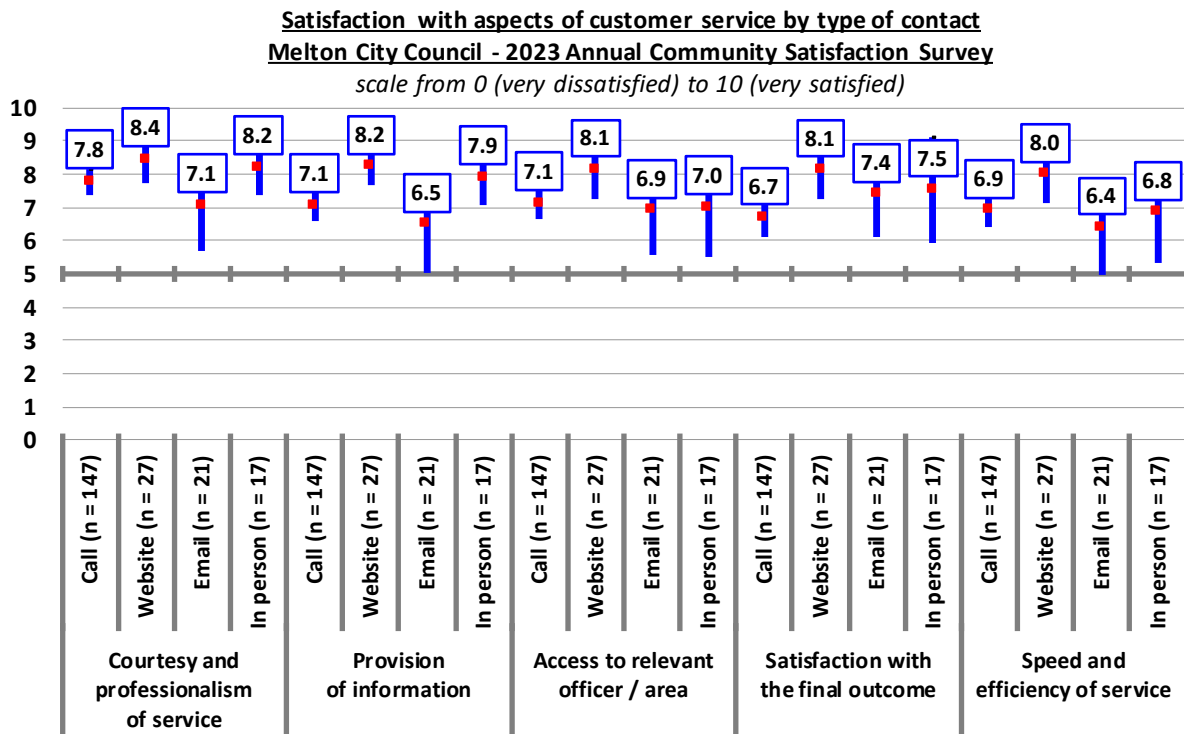 Satisfaction with aspects of customer service by type of contact
Melton City Council - 2023 Annual Community Satisfaction Survey
scale from 0 (very dissatisfied) to 10 (very satisfied)
10
9
8
7
6
5
4
3
2
1
0
7.8
8.4
7.1
8.2
7.1
8.2
6.5
7.9
7.1
8.1
6.9
7.0
6.7
8.1
7.4
7.5
6.9
8.0
6.4
6.8
Call (n = 147)
Website (n = 27)
Email (n = 21)
In person (n = 17)
Call (n = 147)
Website (n = 27)
Email (n = 21)
In person (n = 17)
Call (n = 147)
Website (n = 27)
Email (n = 21)
In person (n = 17)
Call (n = 147)
Website (n = 27)
Email (n = 21)
In person (n = 17)
Call (n = 147)
Website (n = 27)
Email (n = 21)
In person (n = 17)
Courtesy and
professionalism
of service
Provision
of information
Access to relevant
officer / area
Satisfaction with
the final outcome
Speed and
efficiency of service